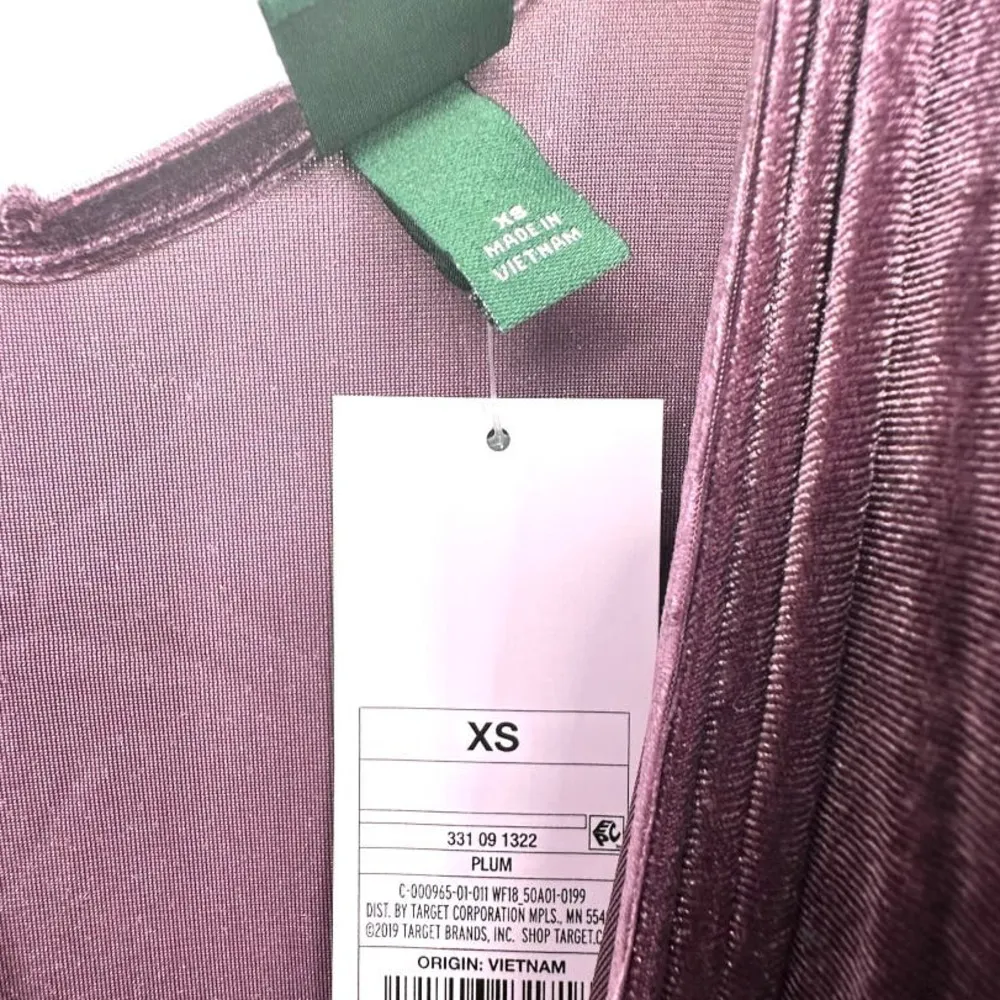 XS
MADE IN
VIETNAM
XS
331 09 1322
PLUM
C-000965-01-011 WF18_50A01-0199
DIST. BY TARGET CORPORATION MPLS., MN 554
©2019 TARGET BRANDS, INC. SHOP TARGET.C
ORIGIN: VIETNAM